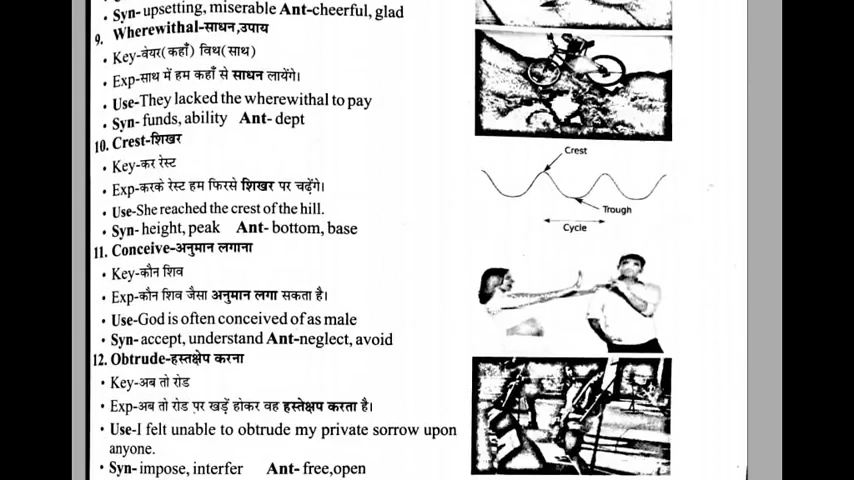 • Syn- upsetting, miserable Ant-cheerful, glad
9. Wherewithal-साधन,उपाय
• Key-वेयर(कहाँ) विथ(साथ)
• Exp-साथ में हम कहाँ से साधन लायेंगे।
• Use-They lacked the wherewithal to pay
• Syn- funds, ability Ant- dept
10. Crest-शिखर
• Key-कर रेस्ट
• Exp-करके रेस्ट हम फिरसे शिखर पर चढ़ेंगे।
• Use-She reached the crest of the hill.
• Syn- height, peak Ant- bottom, base
11. Conceive-अनुमान लगाना
• Key-कौन शिव
• Exp-कौन शिव जैसा अनुमान लगा सकता है।
• Use-God is often conceived of as male
• Syn- accept, understand Ant-neglect, avoid
12. Obtrude-हस्तक्षेप करना
• Key-अब तो रोड
• Exp-अब तो रोड पर खड़ें होकर वह हस्तेक्षप करता है।
• Use-I felt unable to obtrude my private sorrow upon
anyone.
• Syn-impose, interfer Ant- free,open
Crest
Trough
Cycle